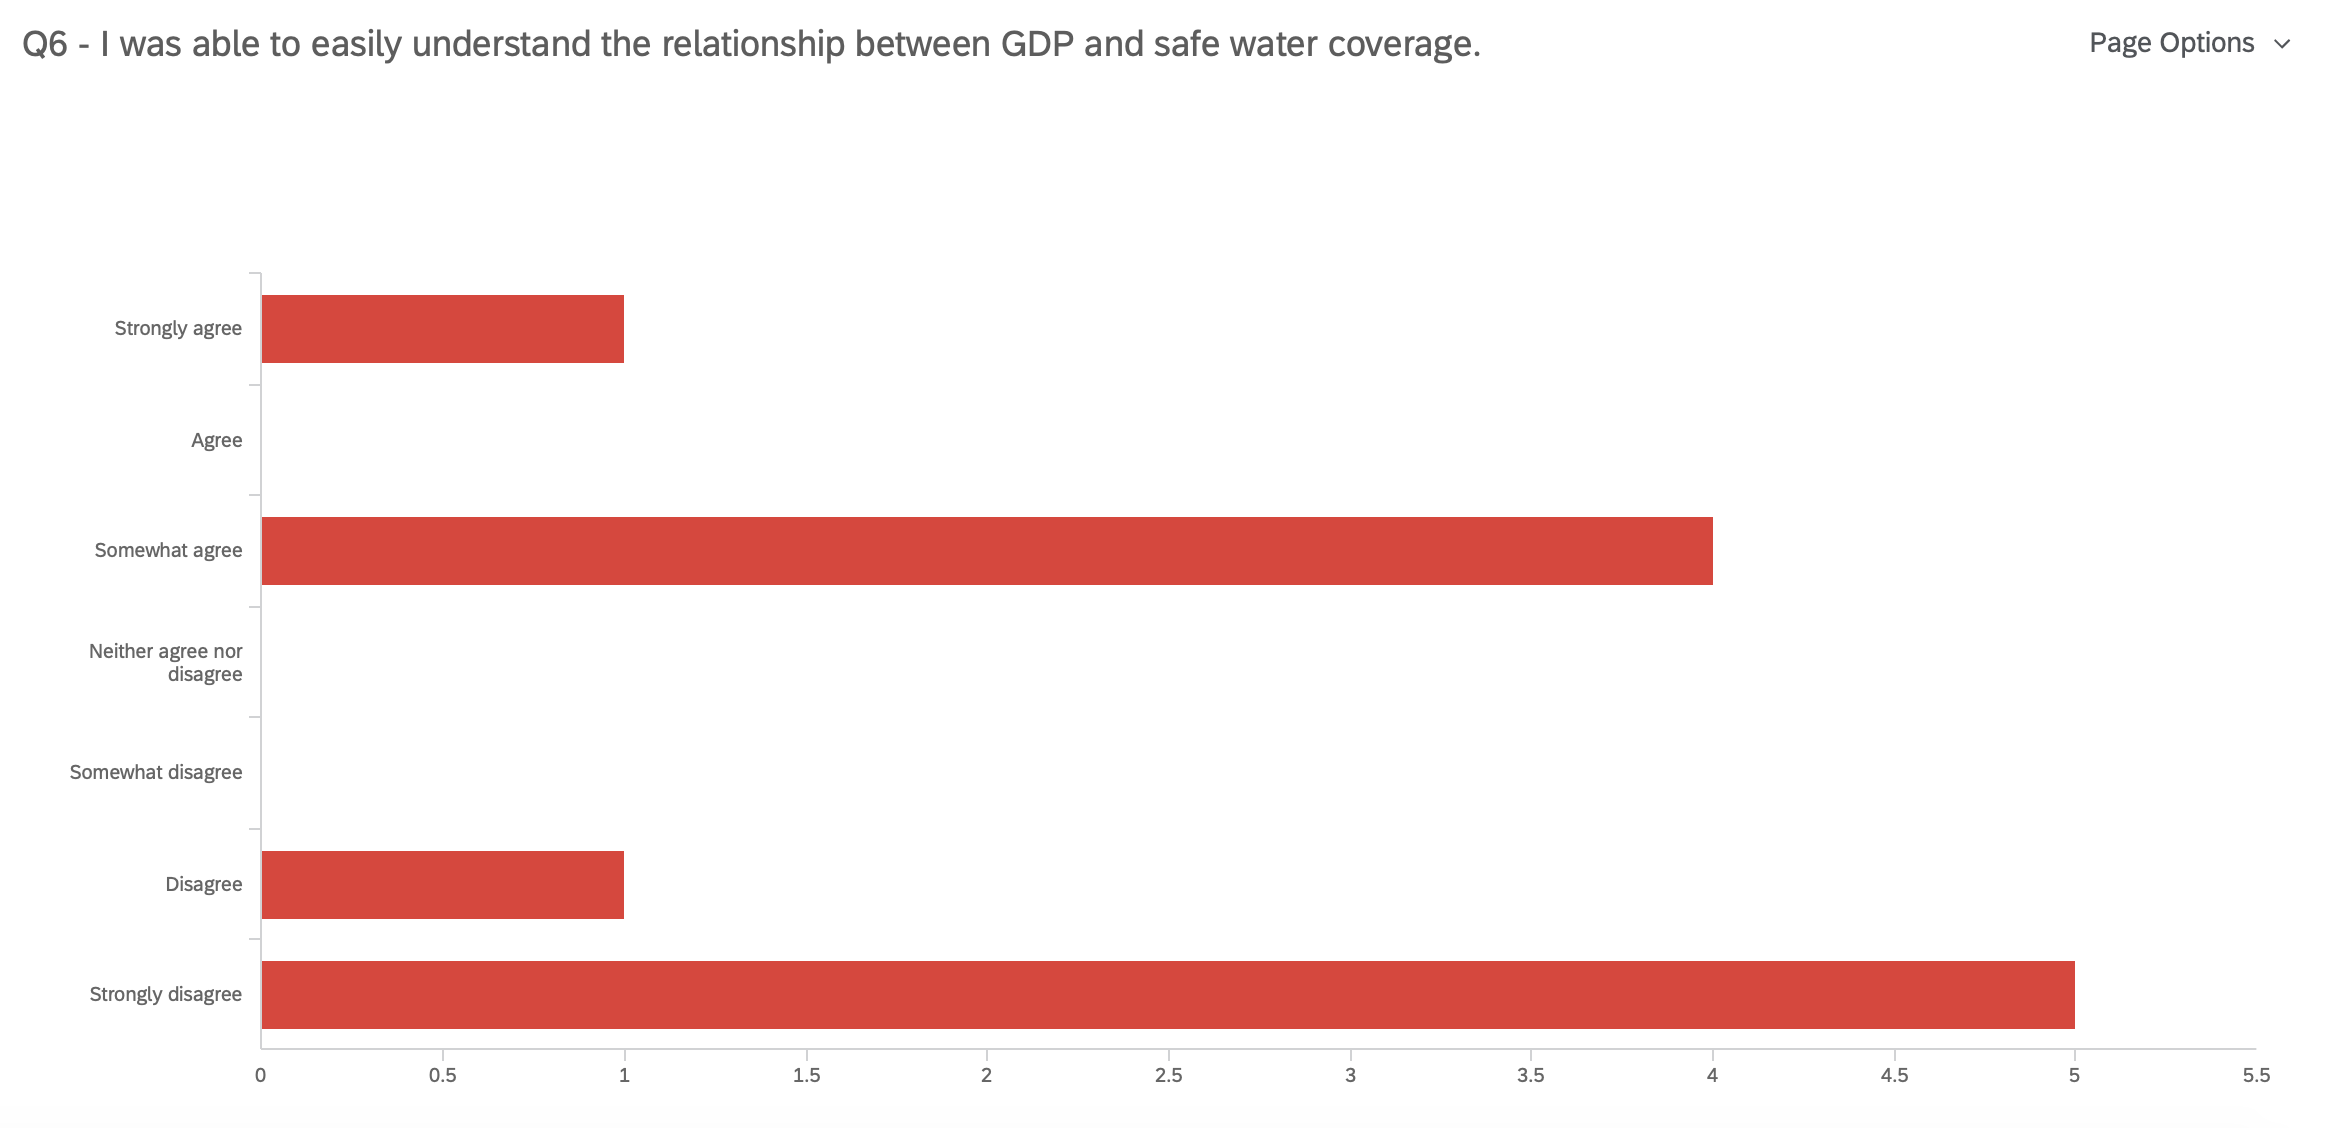 Q6 - I was able to easily understand the relationship between GDP and safe water coverage.
Page Options
Strongly agree
Agree
Somewhat agree
Neither agree nor
disagree
Somewhat disagree
Disagree
Strongly disagree
0 0.5 1 1.5 2 2.5 3 3.5 4 4.5 5 5.5